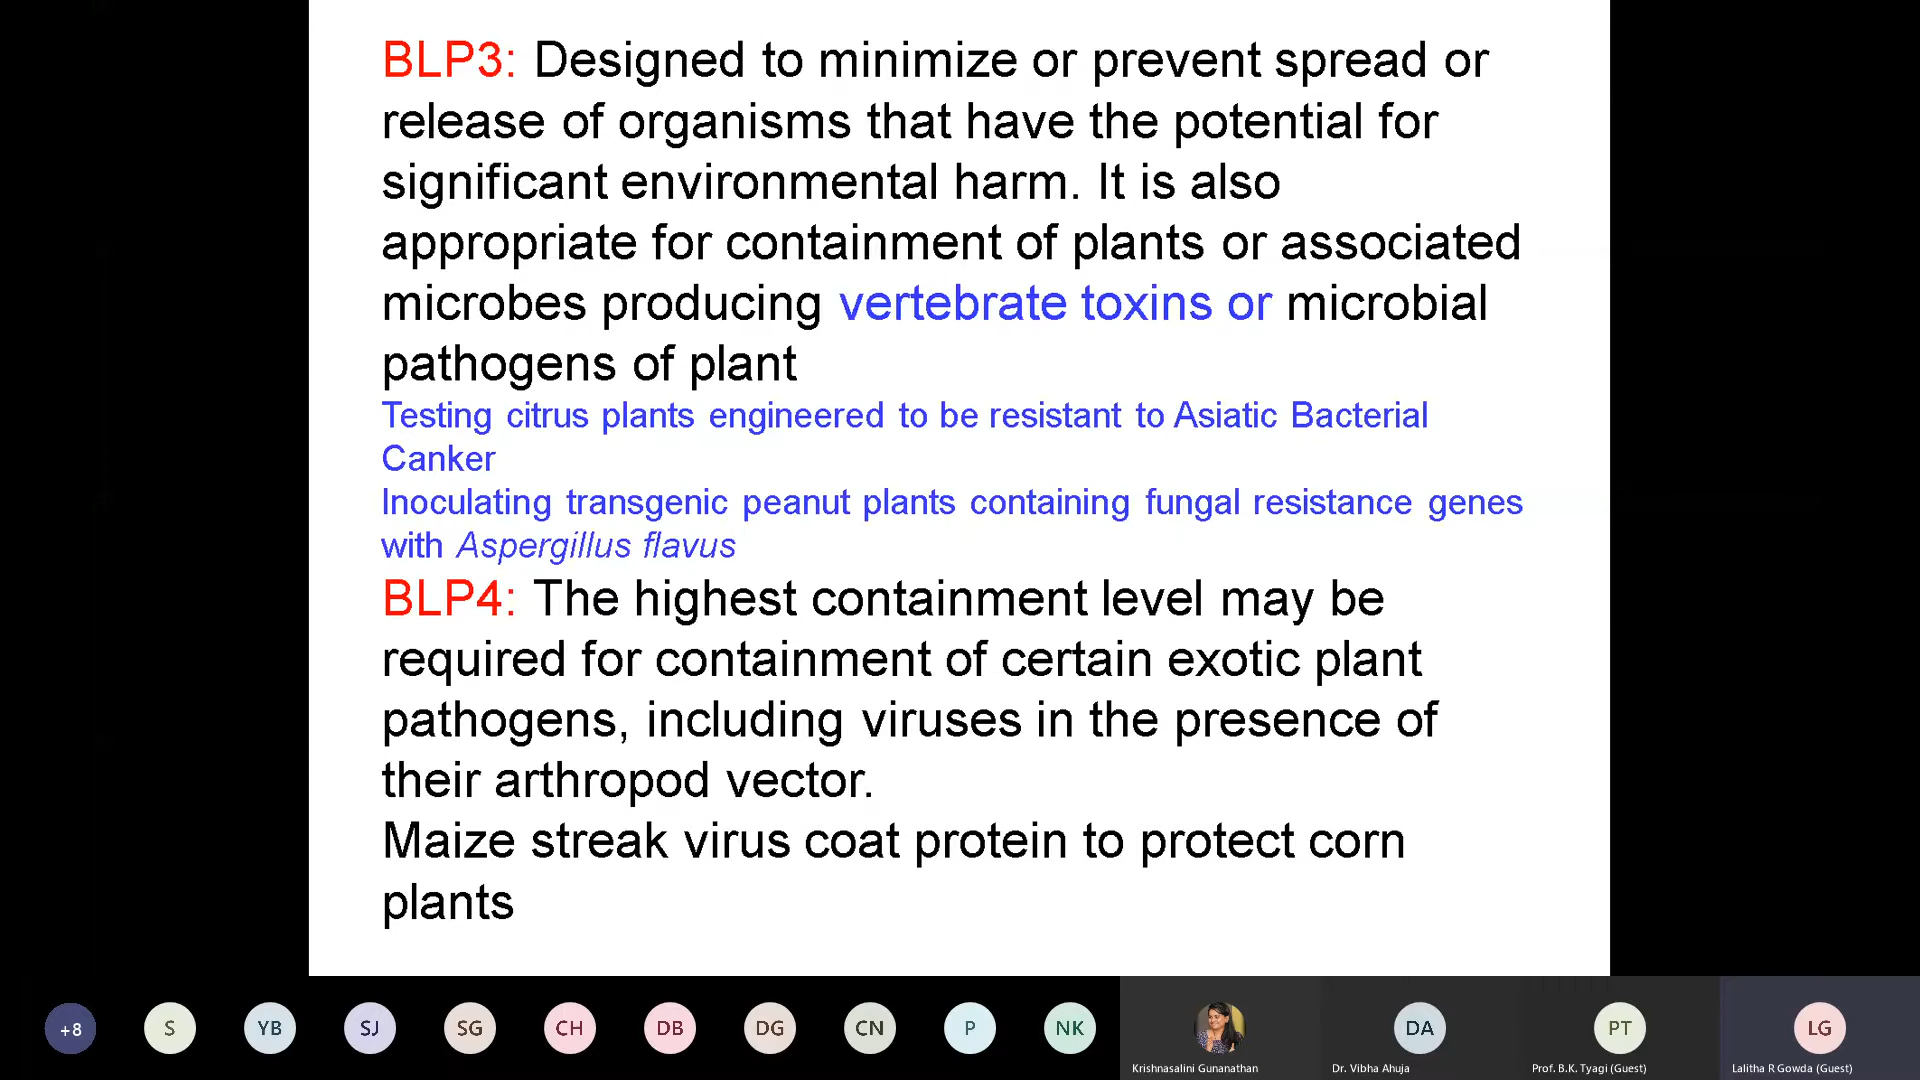 BLP3: Designed to minimize or prevent spread or
release of organisms that have the potential for
significant environmental harm. It is also
appropriate for containment of plants or associated
microbes producing vertebrate toxins or microbial
pathogens of plant
Testing citrus plants engineered to be resistant to Asiatic Bacterial
Canker
Inoculating transgenic peanut plants containing fungal resistance genes
with Aspergillus flavus
BLP4: The highest containment level may be
required for containment of certain exotic plant
pathogens, including viruses in the presence of
their arthropod vector.
Maize streak virus coat protein to protect corn
plants
+8 S YB SJ SG CH DB DG CN P NK DA PT LG
Krishnasalini Gunanathan Dr. Vibha Ahuja Prof. B.K. Tyagi (Guest) Lalitha R Gowda (Guest)